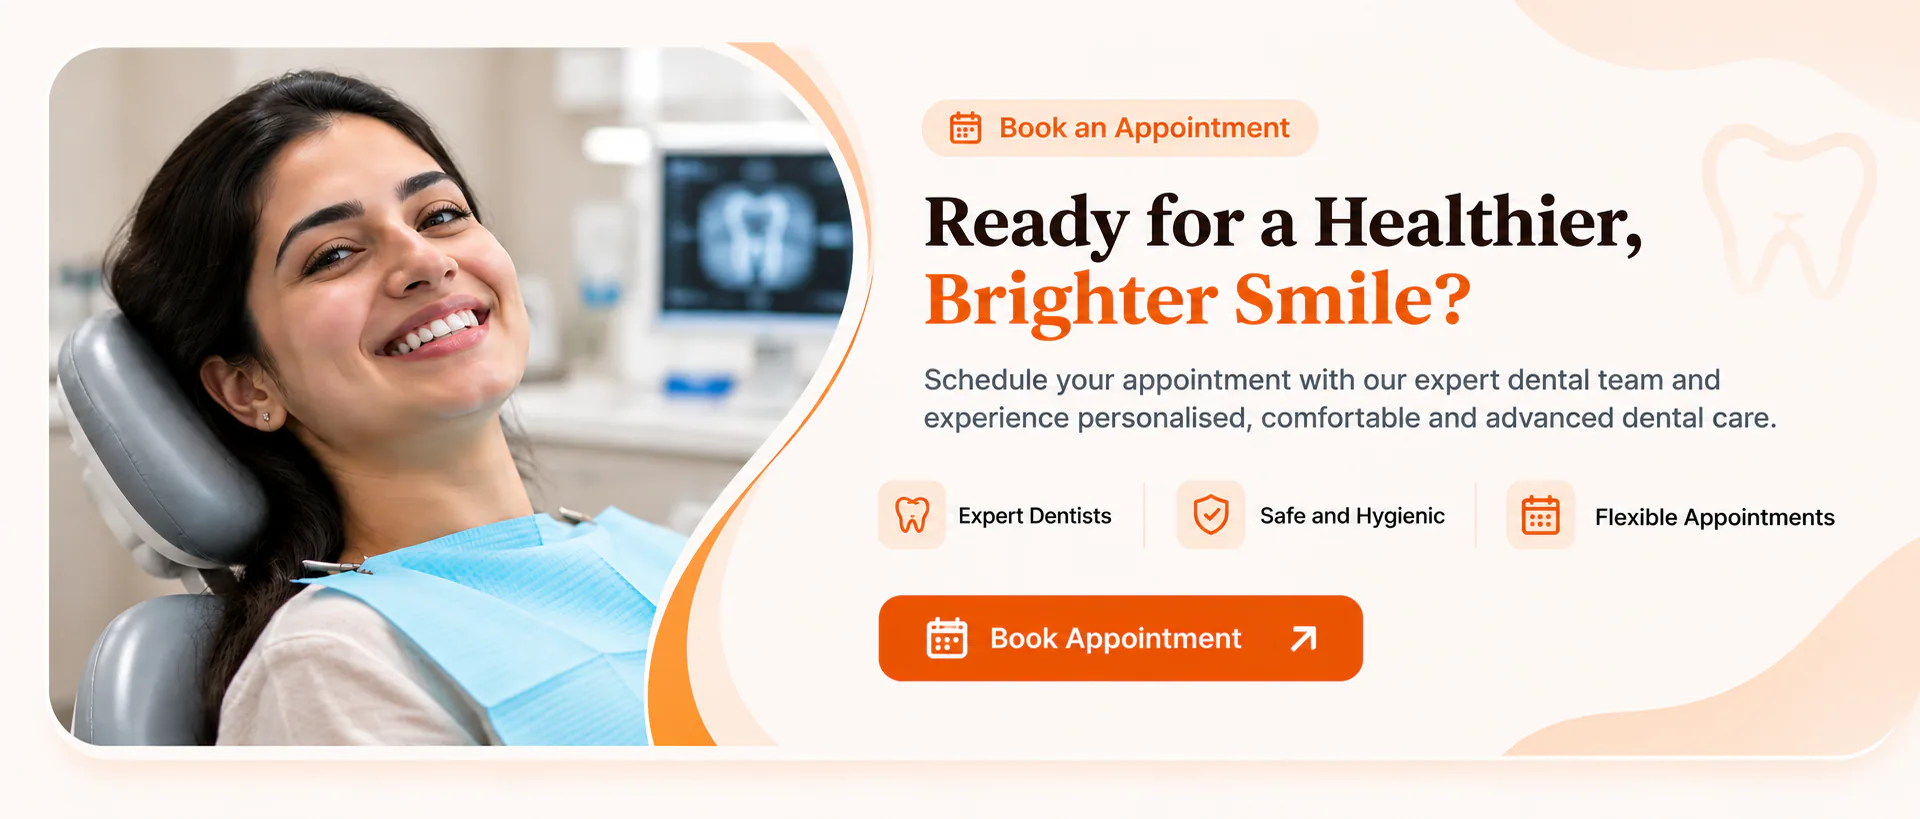 Book an Appointment
Ready for a Healthier,
Brighter Smile?
Schedule your appointment with our expert dental team and
experience personalised, comfortable and advanced dental care.
Expert Dentists
Safe and Hygienic
Flexible Appointments
Book Appointment